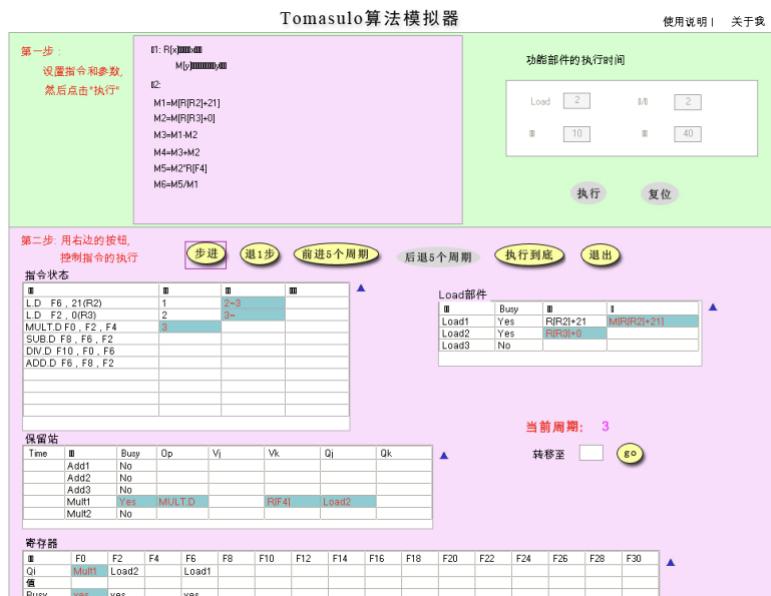 Tomasulo算法模拟器
使用说明 | 关于我
第一步：
设置指令和参数,
然后点击"执行"
1: R[x]
M[y]
2:
M1=M[R[R2]+21]
M2=M[R[R3]+0]
M3=M1-M2
M4=M3+M2
M5=M2*R[F4]
M6=M5/M1
功能部件的执行时间
Load 2 2
10 40
执行 复位
第二步: 用右边的按钮,
控制指令的执行
步进 退1步 前进5个周期 后退5个周期 执行到底 退出
指令状态
L.D F6 , 21(R2) 1 2~3
L.D F2 , 0(R3) 2 3~
MULT.D F0 , F2 , F4 3
SUB.D F8 , F6 , F2
DIV.D F10 , F0 , F6
ADD.D F6 , F8 , F2
Load部件
Busy
Load1 Yes R[R2]+21 M[R[R2]+21]
Load2 Yes R[R3]+0
Load3 No
当前周期: 3
转移至 go
保留站
Time Busy Op Vj Vk Qj Qk
Add1 No
Add2 No
Add3 No
Mult1 Yes MULT.D R[F4] Load2
Mult2 No
寄存器
F0 F2 F4 F6 F8 F10 F12 F14 F16 F18 F20 F22 F24 F26 F28 F30
Qi Mult1 Load2 Load1
值
Busy yes yes yes